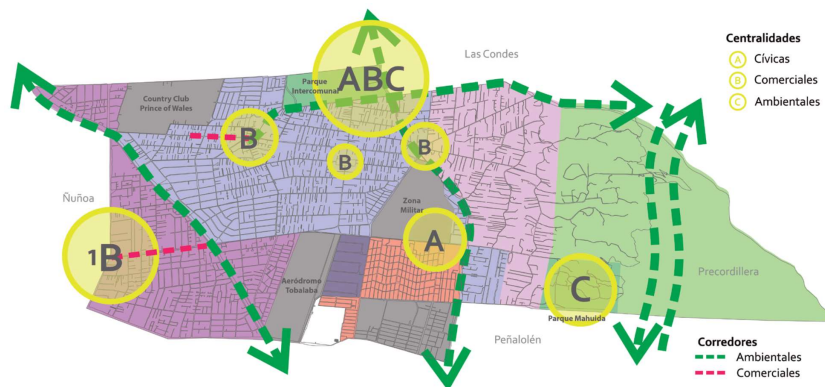 Las Condes
Centralidades
A Cívicas
B Comerciales
C Ambientales
ABC
Parque
Intercomunal
Country Club
Prince of Wales
B
B
B
Ñuñoa
Zona
Militar
A
1B
Aeródromo
Tobalaba
C
Precordillera
Parque Mahuida
Peñalolén
Corredores
Ambientales
Comerciales